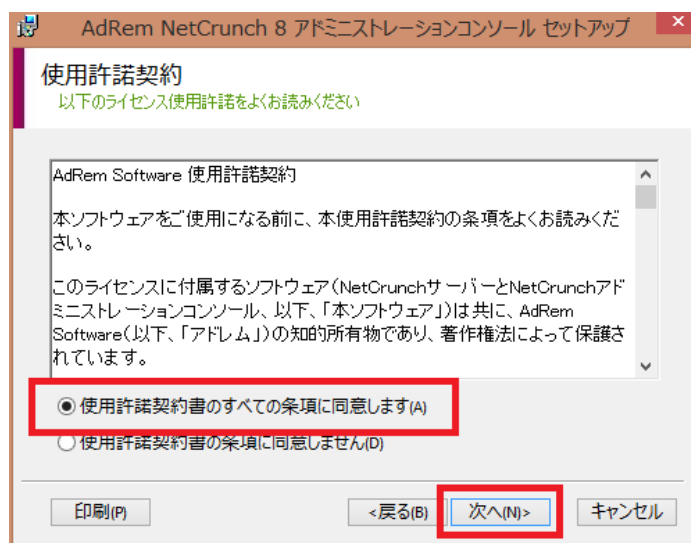 AdRem NetCrunch 8 アドミニストレーションコンソール セットアップ
使用許諾契約
以下のライセンス使用許諾をよくお読みください
AdRem Software 使用許諾契約
本ソフトウェアをご使用になる前に、本使用許諾契約の条項をよくお読みくだ
さい。
このライセンスに付属するソフトウェア(NetCrunchサーバーとNetCrunchアド
ミニストレーションコンソール、以下、「本ソフトウェア」)は共に、AdRem
Software(以下、「アドレム」)の知的所有物であり、著作権法によって保護さ
れています。
使用許諾契約書のすべての条項に同意します(A)
使用許諾契約書の条項に同意しません(D)
印刷(P) <戻る(B) 次へ(N)> キャンセル